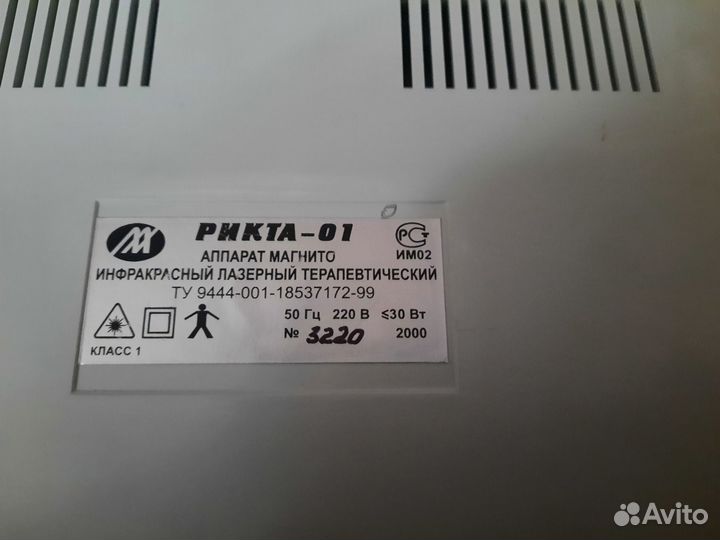 РИКТА-01
АППАРАТ МАГНИТО
ИНФРАКРАСНЫЙ ЛАЗЕРНЫЙ ТЕРАПЕВТИЧЕСКИЙ
ТУ 9444-001-18537172-99
РСТ
ИМ02
50 Гц 220 В ≤30 Вт
№ 3220 2000
КЛАСС 1
Avito